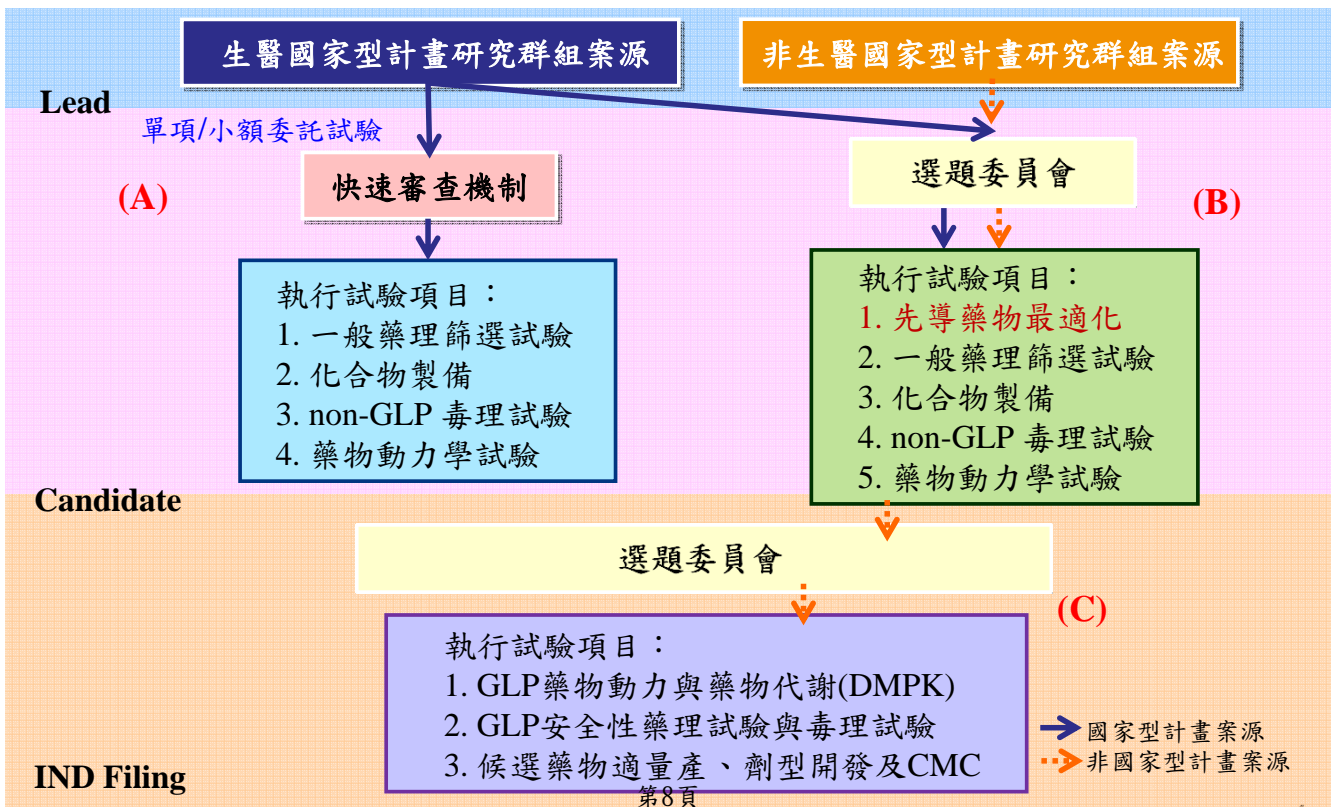 生醫國家型計畫研究群組案源
非生醫國家型計畫研究群組案源
Lead
單項/小額委託試驗
快速審查機制
選題委員會
(A)
(B)
執行試驗項目：
1. 一般藥理篩選試驗
2. 化合物製備
3. non-GLP 毒理試驗
4. 藥物動力學試驗
執行試驗項目：
1. 先導藥物最適化
2. 一般藥理篩選試驗
3. 化合物製備
4. non-GLP 毒理試驗
5. 藥物動力學試驗
Candidate
選題委員會
(C)
執行試驗項目：
1. GLP藥物動力與藥物代謝(DMPK)
2. GLP安全性藥理試驗與毒理試驗
3. 候選藥物適量產、劑型開發及CMC
國家型計畫案源
非國家型計畫案源
IND Filing
第8頁